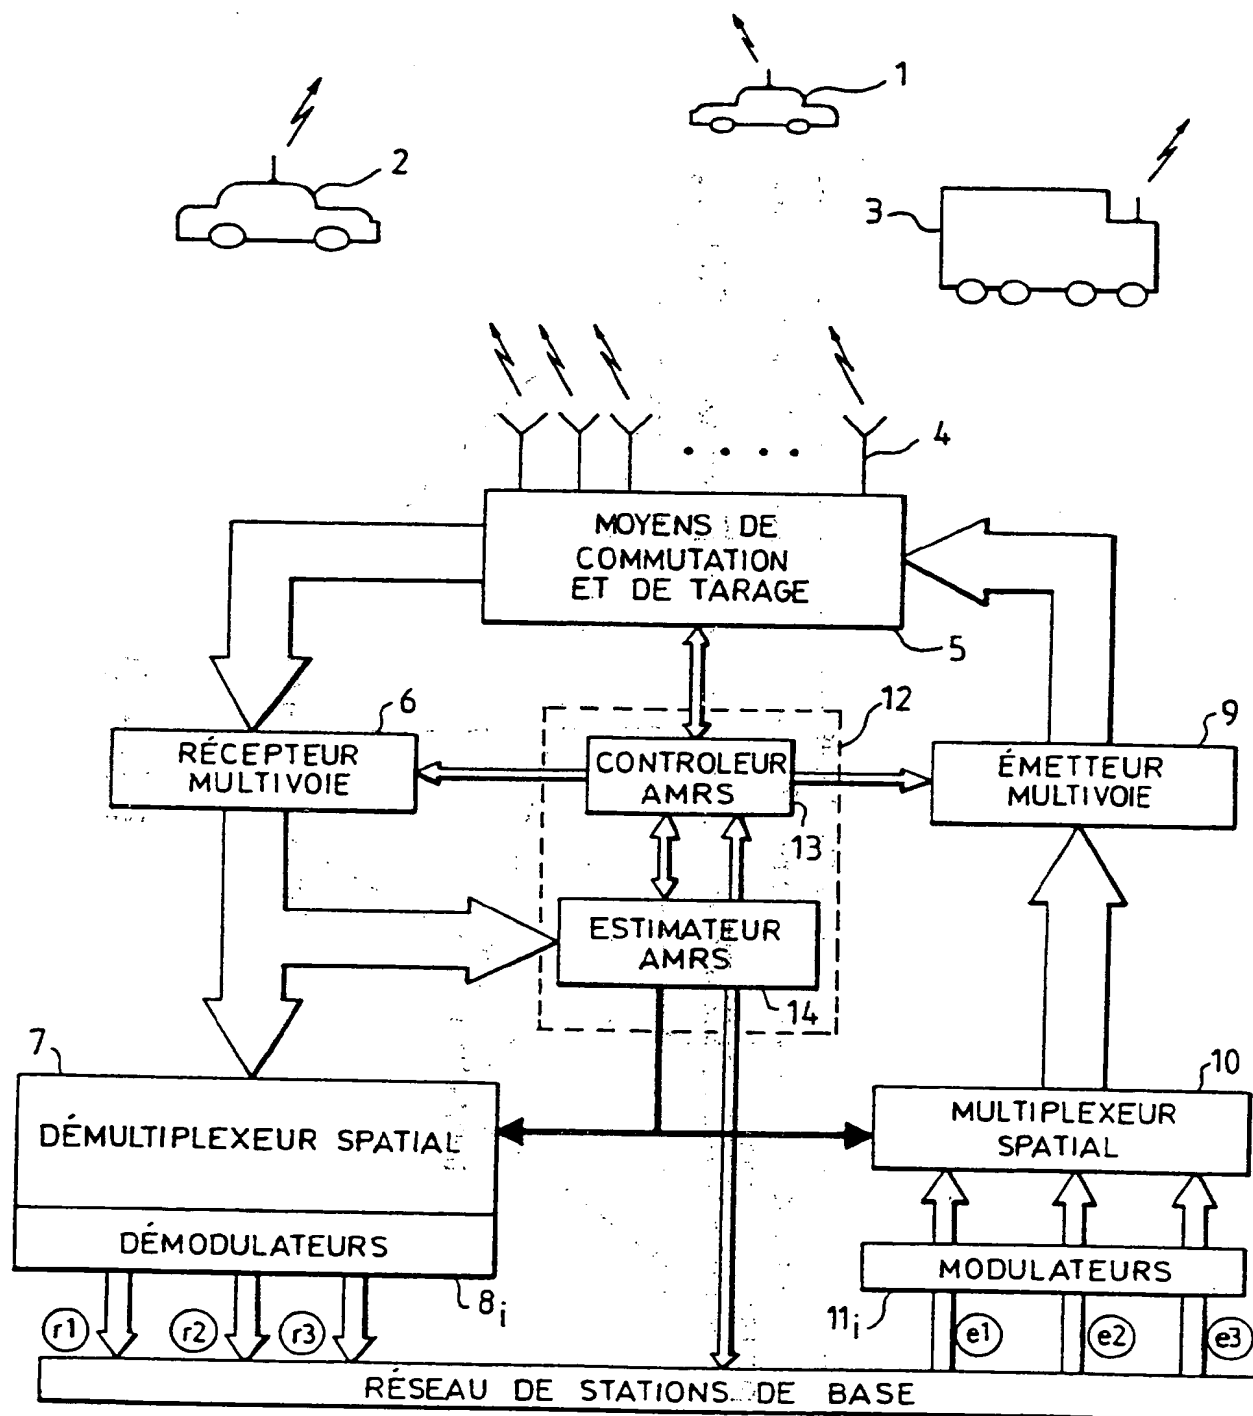 1
2
3
4
MOYENS DE
COMMUTATION
ET DE TARAGE
5
6
RÉCEPTEUR
MULTIVOIE
12
CONTROLEUR
AMRS
13
9
ÉMETTEUR
MULTIVOIE
ESTIMATEUR
AMRS
14
7
DÉMULTIPLEXEUR SPATIAL
10
MULTIPLEXEUR
SPATIAL
DÉMODULATEURS
8i
MODULATEURS
11i
r1
r2
r3
e1
e2
e3
RÉSEAU DE STATIONS DE BASE